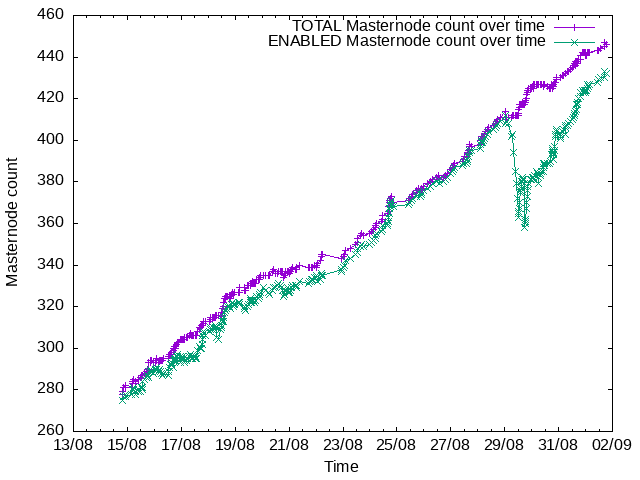 TOTAL Masternode count over time
ENABLED Masternode count over time
460
440
420
400
380
360
340
320
300
280
260
Masternode count
13/08 15/08 17/08 19/08 21/08 23/08 25/08 27/08 29/08 31/08 02/09
Time